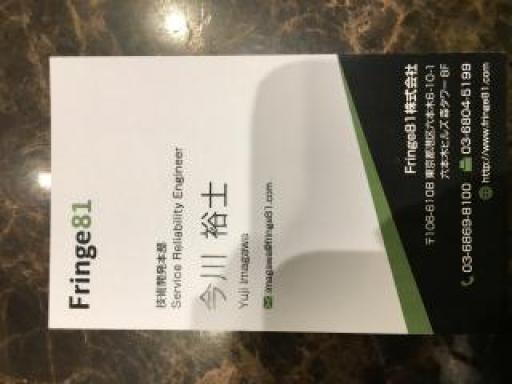 Fringe81
技術開発本部
Service Reliability Engineer
今川 裕士
Yuji Imagawa
imagawa@fringe81.com
Fringe81株式会社
〒106-6108 東京都港区六本木6-10-1
六本木ヒルズ 森タワー 8F
03-6869-8100 03-6804-5199
http://www.fringe81.com